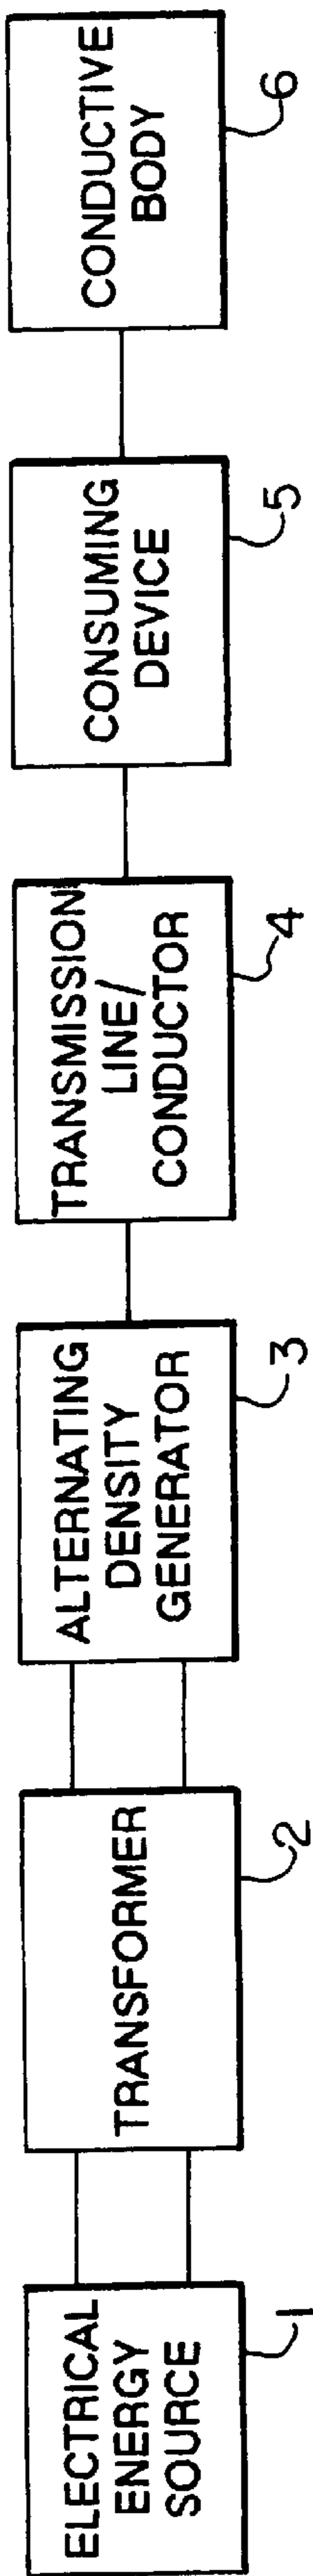 ELECTRICAL
ENERGY
SOURCE
1
TRANSFORMER
2
ALTERNATING
DENSITY
GENERATOR
3
TRANSMISSION
LINE/
CONDUCTOR
4
CONSUMING
DEVICE
5
CONDUCTIVE
BODY
6